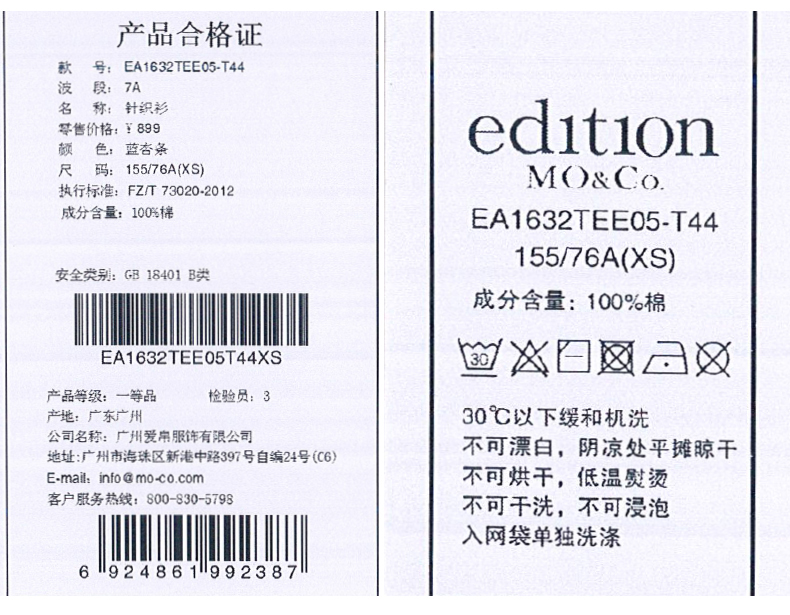 产品合格证
款 号: EA1632TEE05-T44
波 段: 7A
名 称: 针织衫
零售价格: ¥899
颜 色: 蓝杏条
尺 码: 155/76A(XS)
执行标准: FZ/T 73020-2012
成分含量: 100%棉
安全类别: GB 18401 B类
EA1632TEE05T44XS
产品等级: 一等品 检验员: 3
产地: 广东广州
公司名称: 广州爱帛服饰有限公司
地址:广州市海珠区新港中路397号自编24号(C6)
E-mail: info@mo-co.com
客户服务热线: 800-830-5798
6 924861 992387
edition
MO&Co.
EA1632TEE05-T44
155/76A(XS)
成分含量: 100%棉
30
30℃以下缓和机洗
不可漂白, 阴凉处平摊晾干
不可烘干, 低温熨烫
不可干洗, 不可浸泡
入网袋单独洗涤